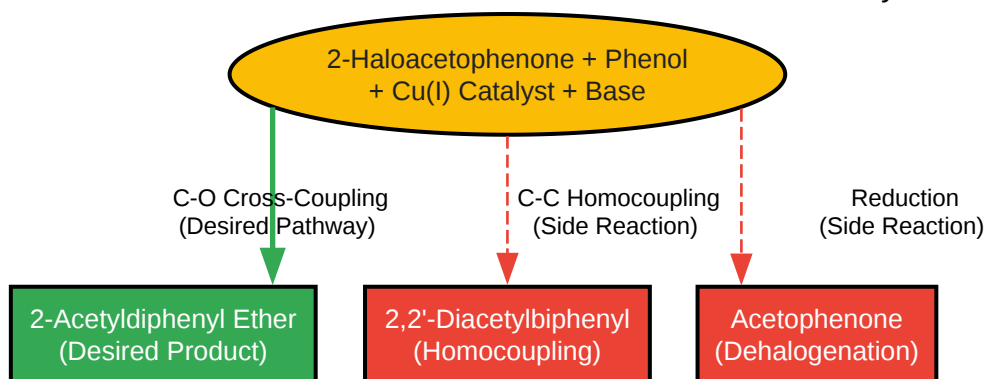 2-Haloacetophenone + Phenol
+ Cu(I) Catalyst + Base
C-O Cross-Coupling
(Desired Pathway)
C-C Homocoupling
(Side Reaction)
Reduction
(Side Reaction)
2-Acetyldiphenyl Ether
(Desired Product)
2,2'-Diacetylbiphenyl
(Homocoupling)
Acetophenone
(Dehalogenation)